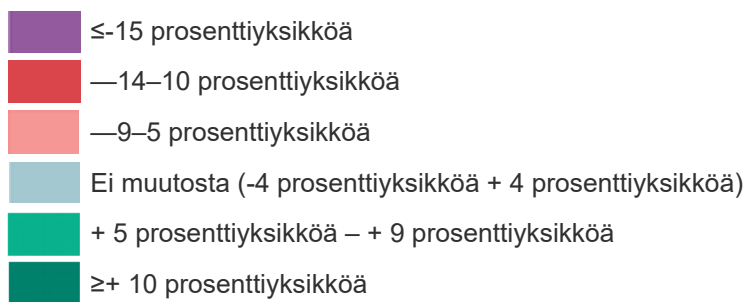 ≤-15 prosenttiyksikköä
—14–10 prosenttiyksikköä
—9–5 prosenttiyksikköä
Ei muutosta (-4 prosenttiyksikköä + 4 prosenttiyksikköä)
+ 5 prosenttiyksikköä – + 9 prosenttiyksikköä
≥+ 10 prosenttiyksikköä